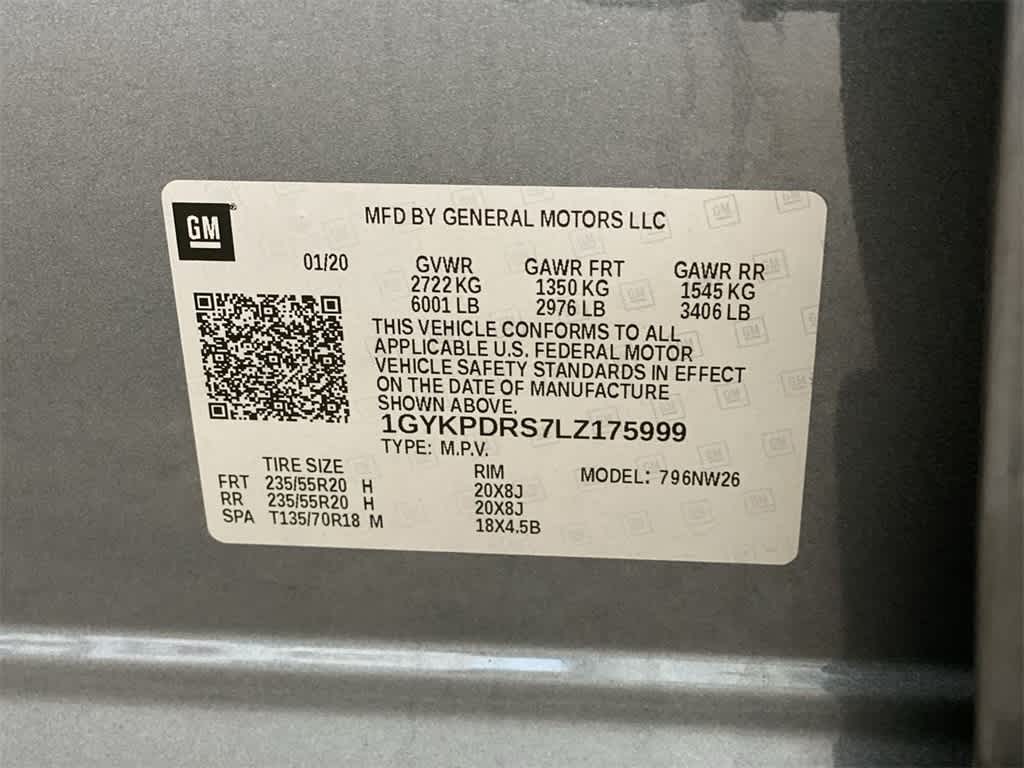 GM
MFD BY GENERAL MOTORS LLC
01/20
GVWR GAWR FRT GAWR RR
2722 KG 1350 KG 1545 KG
6001 LB 2976 LB 3406 LB
THIS VEHICLE CONFORMS TO ALL
APPLICABLE U.S. FEDERAL MOTOR
VEHICLE SAFETY STANDARDS IN EFFECT
ON THE DATE OF MANUFACTURE
SHOWN ABOVE.
1GYKPDRS7LZ175999
TYPE: M.P.V.
TIRE SIZE RIM MODEL: 796NW26
FRT 235/55R20 H 20X8J
RR 235/55R20 H 20X8J
SPA T135/70R18 M 18X4.5B